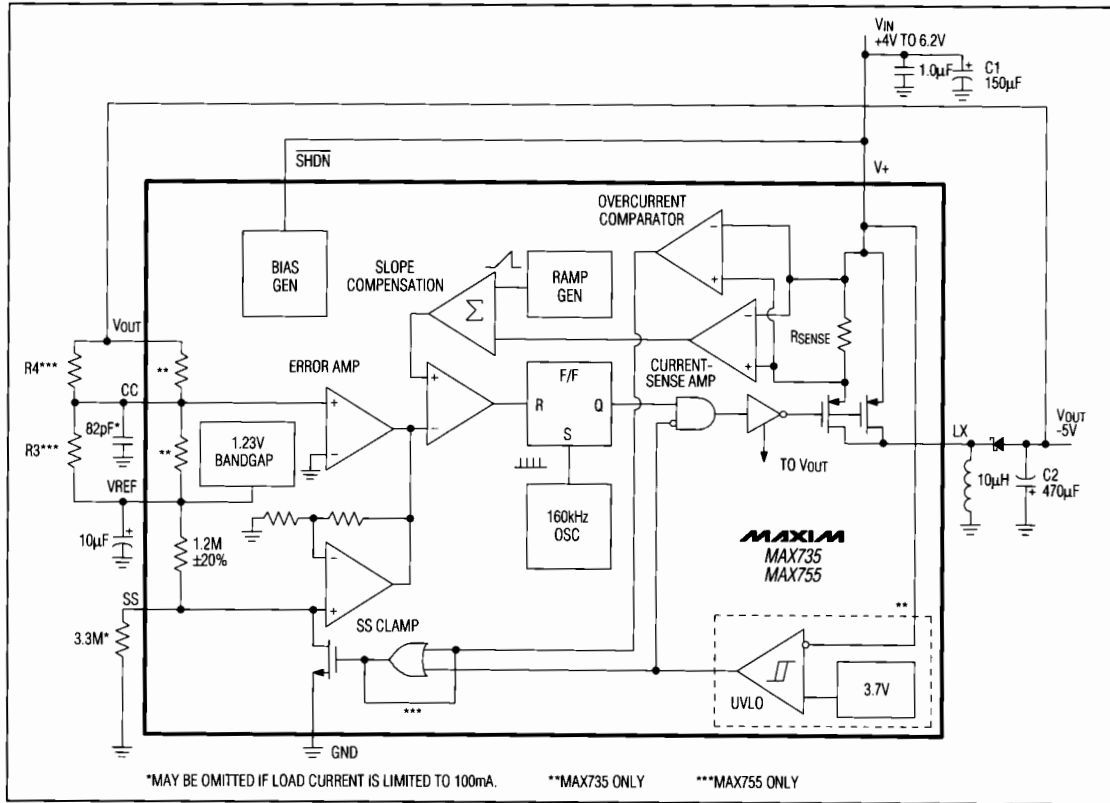 VIN
+4V TO 6.2V
1.0µF
+
C1
150µF
SHDN
V+
OVERCURRENT
COMPARATOR
BIAS
GEN
SLOPE
COMPENSATION
RAMP
GEN
Σ
−
+
−
+
RSENSE
VOUT
R4***
**
ERROR AMP
CURRENT-
SENSE AMP
CC
+
−
+
−
F/F
R
Q
S
82pF*
R3***
**
1.23V
BANDGAP
TO VOUT
LX
VOUT
-5V
VREF
+
10µF
1.2M
±20%
160kHz
OSC
10µH
+
C2
470µF
MAXIM
MAX735
MAX755
−
+
SS
3.3M*
SS CLAMP
**
UVLO
3.7V
***
GND
*MAY BE OMITTED IF LOAD CURRENT IS LIMITED TO 100mA. **MAX735 ONLY ***MAX755 ONLY